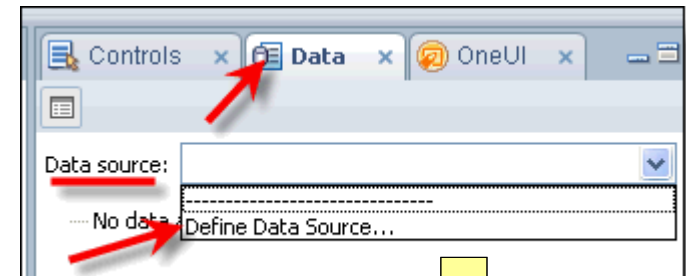 Controls Data OneUI
Data source:
------------------------------
No data
Define Data Source...